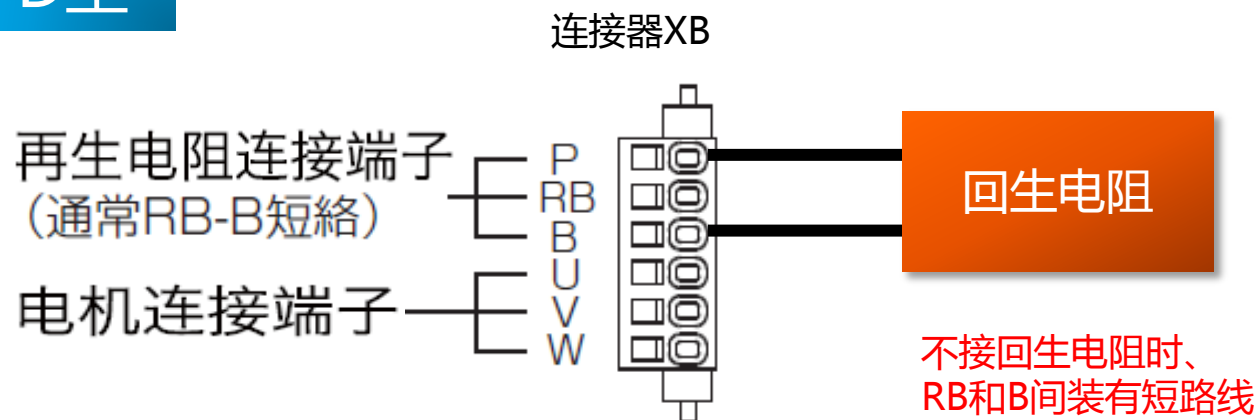 连接器XB
再生电阻连接端子
（通常RB-B短絡）
P
RB
B
U
V
W
电机连接端子
回生电阻
不接回生电阻时、
RB和B间装有短路线